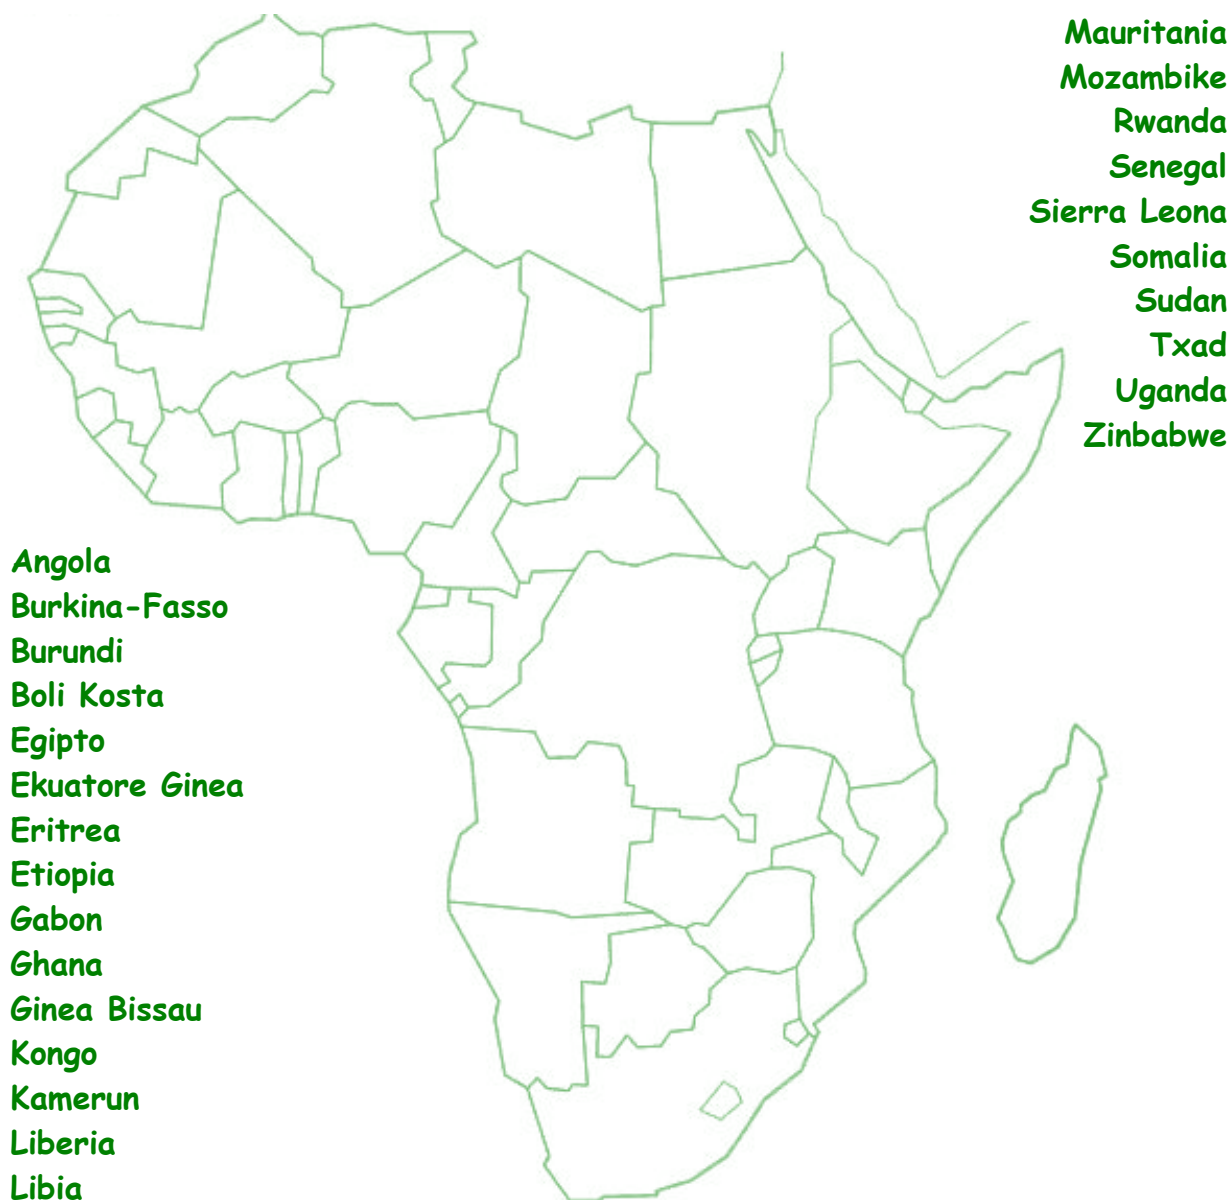 Mauritania
Mozambike
Rwanda
Senegal
Sierra Leona
Somalia
Sudan
Txad
Uganda
Zinbabwe
Angola
Burkina-Fasso
Burundi
Boli Kosta
Egipto
Ekuatore Ginea
Eritrea
Etiopia
Gabon
Ghana
Ginea Bissau
Kongo
Kamerun
Liberia
Libia